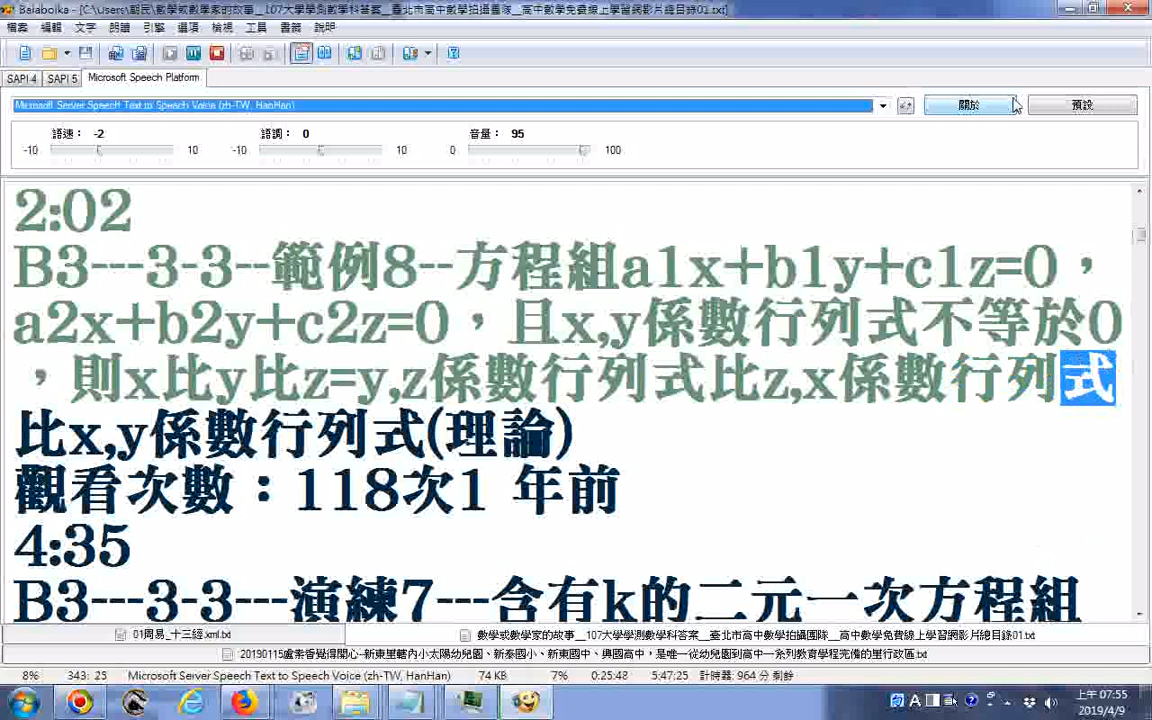 Balabolka - [C:\Users\韶民\數學或數學家的故事__107大學學測數學科答案__臺北市高中數學拍攝團隊__高中數學免費線上學習網影片總目錄01.txt]
檔案 編輯 文字 朗讀 引擎 選項 檢視 工具 書籤 說明
SAPI 4 SAPI 5 Microsoft Speech Platform
Microsoft Server Speech Text to Speech Voice (zh-TW, HanHan) 關於 預設
語速： -2 語調： 0 音量： 95
-10 10 -10 10 0 100
2:02
B3---3-3--範例8--方程組a1x+b1y+c1z=0，
a2x+b2y+c2z=0，且x,y係數行列式不等於0
，則x比y比z=y,z係數行列式比z,x係數行列式
比x,y係數行列式(理論)
觀看次數：118次1 年前
4:35
B3---3-3---演練7---含有k的二元一次方程組
01周易_十三經.xml.txt 數學或數學家的故事__107大學學測數學科答案__臺北市高中數學拍攝團隊__高中數學免費線上學習網影片總目錄01.txt
20190115盧素香覺得開心-新東里轄內小太陽幼兒園、新泰國小、新東國中、興國高中，是唯一從幼兒園到高中一系列教育學程完備的里行政區.txt
8% 343: 25 Microsoft Server Speech Text to Speech Voice (zh-TW, HanHan) 74 KB 7% 0:25:48 5:47:25 計時器: 964 分 剩餘
上午 07:55
2019/4/9